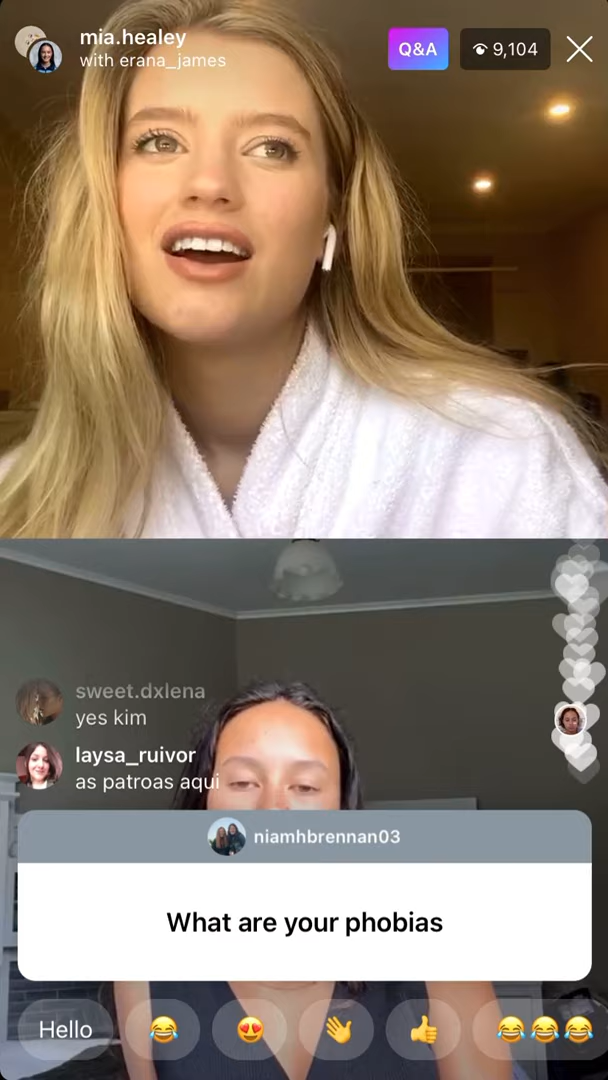 mia.healey
with erana_james
Q&A
9,104
sweet.dxlena
yes kim
laysa_ruivor
as patroas aqui
niamhbrennan03
What are your phobias
Hello